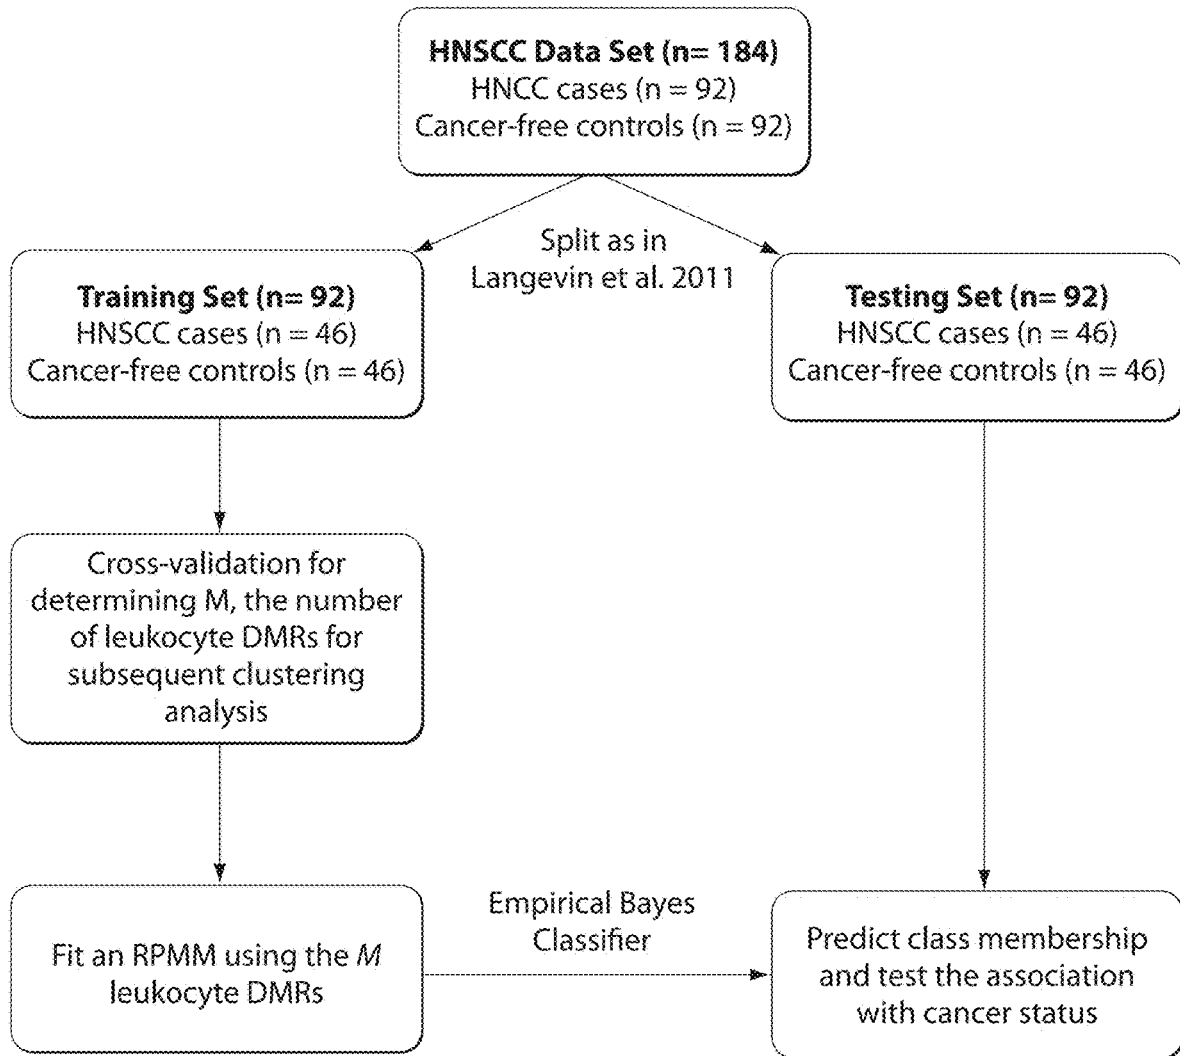 HNSCC Data Set (n= 184)
HNCC cases (n = 92)
Cancer-free controls (n = 92)
Split as in
Langevin et al. 2011
Training Set (n= 92)
HNSCC cases (n = 46)
Cancer-free controls (n = 46)
Testing Set (n= 92)
HNSCC cases (n = 46)
Cancer-free controls (n = 46)
Cross-validation for
determining M, the number
of leukocyte DMRs for
subsequent clustering
analysis
Fit an RPMM using the M
leukocyte DMRs
Empirical Bayes
Classifier
Predict class membership
and test the association
with cancer status